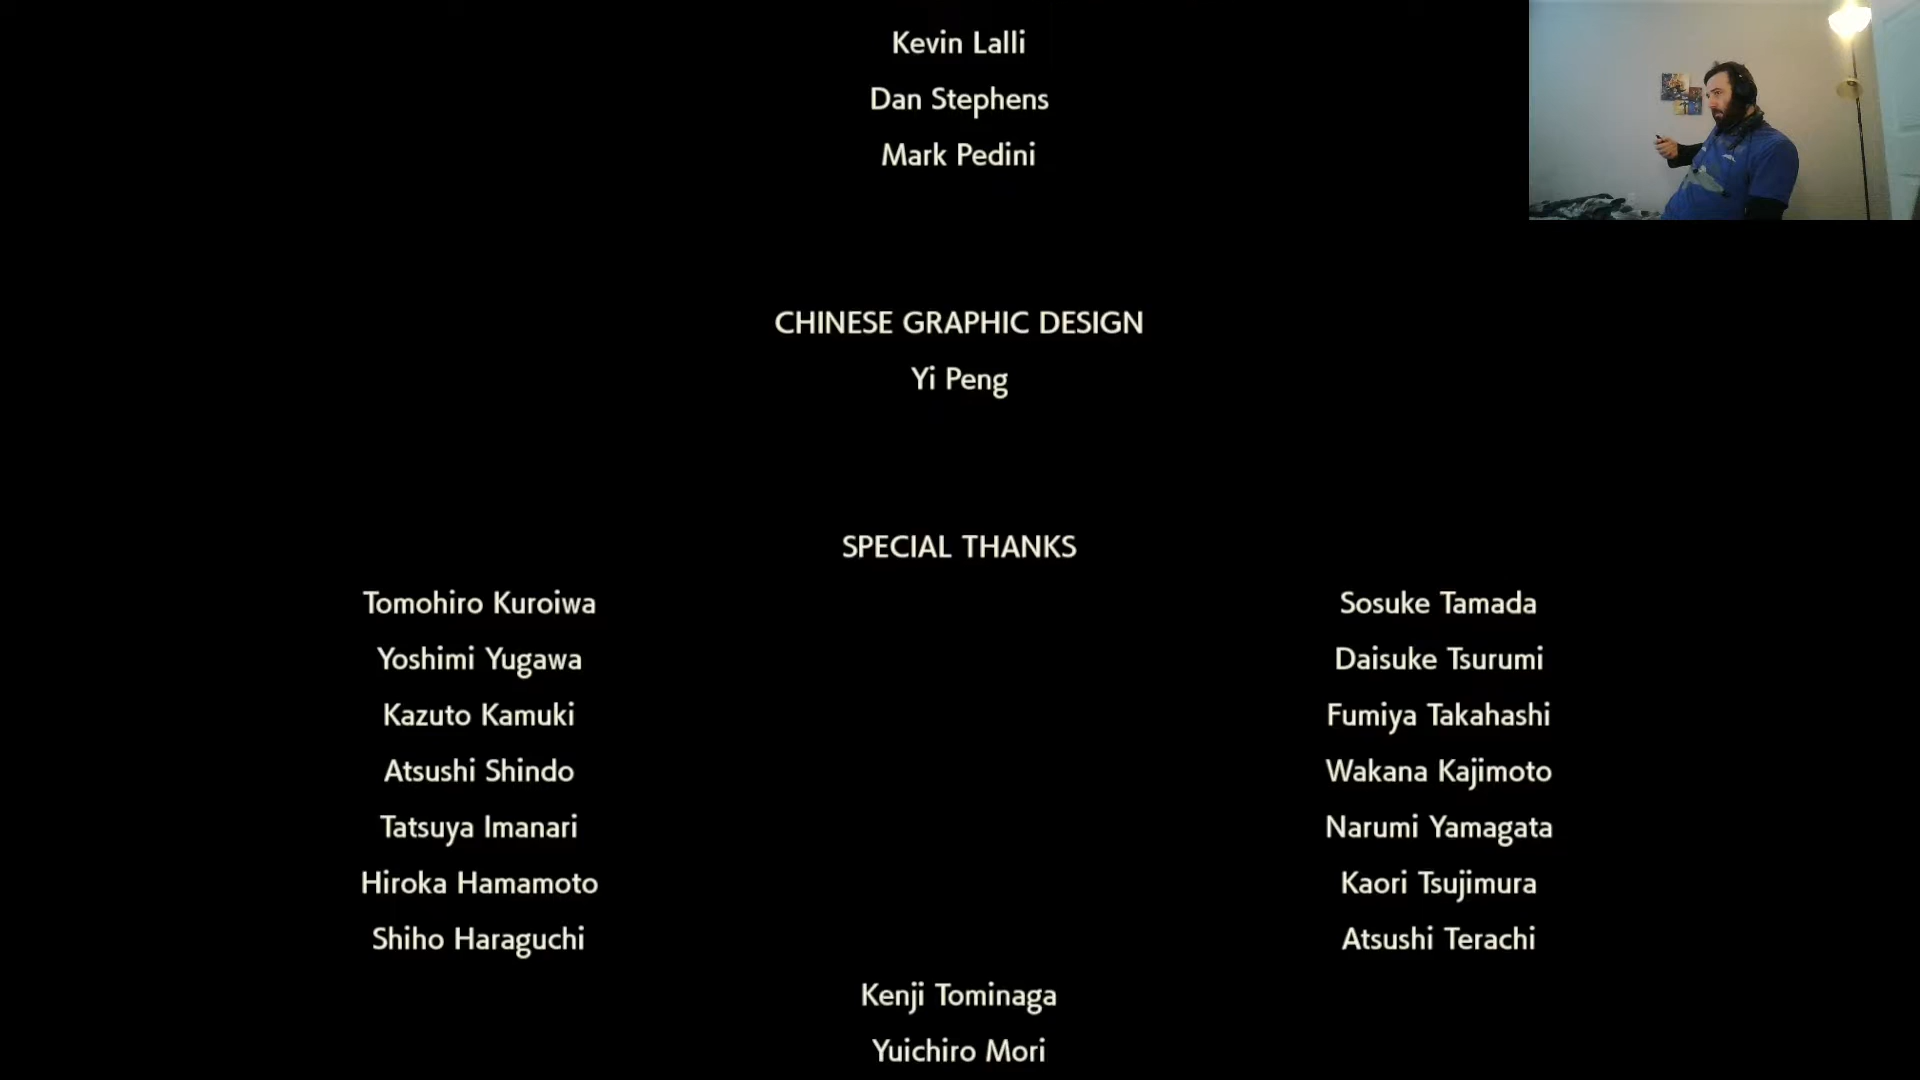 Kevin Lalli
Dan Stephens
Mark Pedini
CHINESE GRAPHIC DESIGN
Yi Peng
SPECIAL THANKS
Tomohiro Kuroiwa
Sosuke Tamada
Yoshimi Yugawa
Daisuke Tsurumi
Kazuto Kamuki
Fumiya Takahashi
Atsushi Shindo
Wakana Kajimoto
Tatsuya Imanari
Narumi Yamagata
Hiroka Hamamoto
Kaori Tsujimura
Shiho Haraguchi
Atsushi Terachi
Kenji Tominaga
Yuichiro Mori